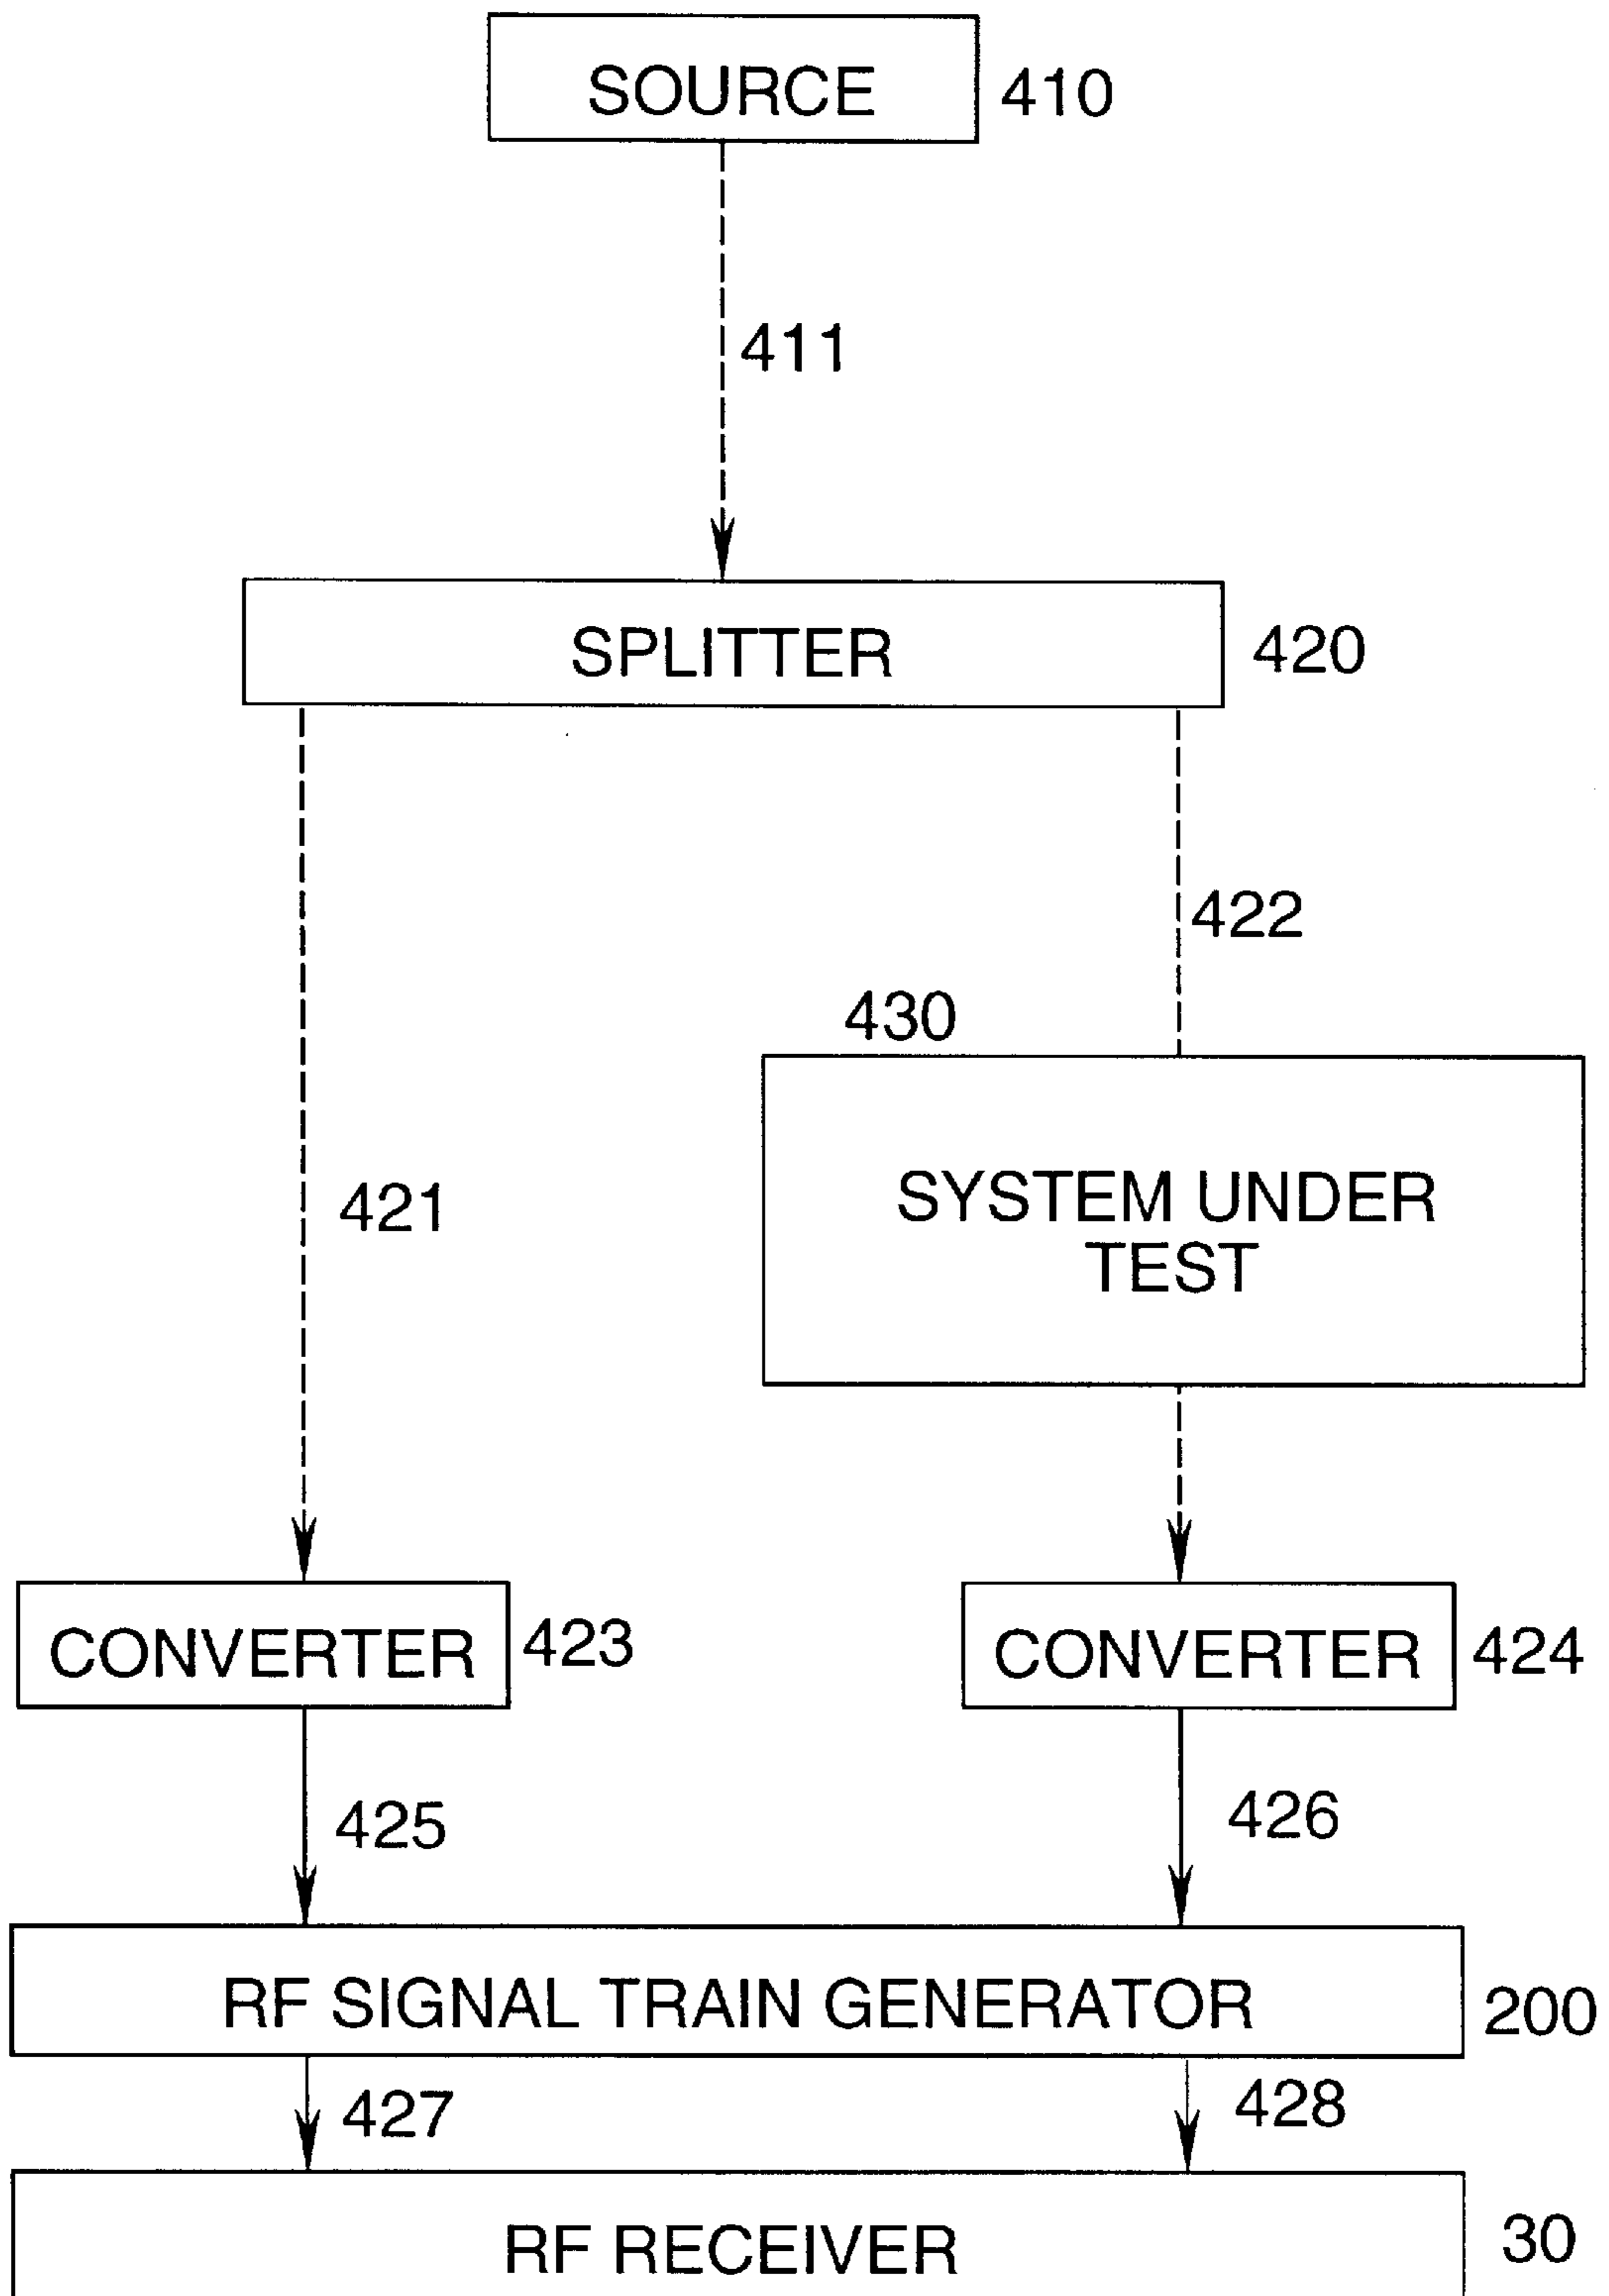 SOURCE 410
411
SPLITTER 420
422
430
SYSTEM UNDER
TEST
421
CONVERTER 423
CONVERTER 424
425
426
RF SIGNAL TRAIN GENERATOR 200
427
428
RF RECEIVER 30